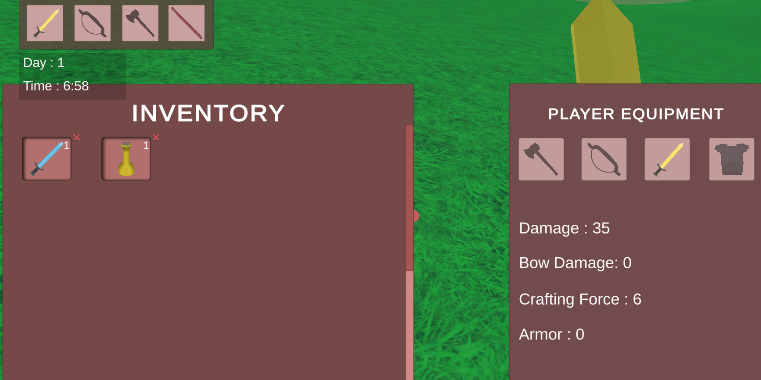 Day : 1
Time : 6:58
INVENTORY
1
1
PLAYER EQUIPMENT
Damage : 35
Bow Damage: 0
Crafting Force : 6
Armor : 0